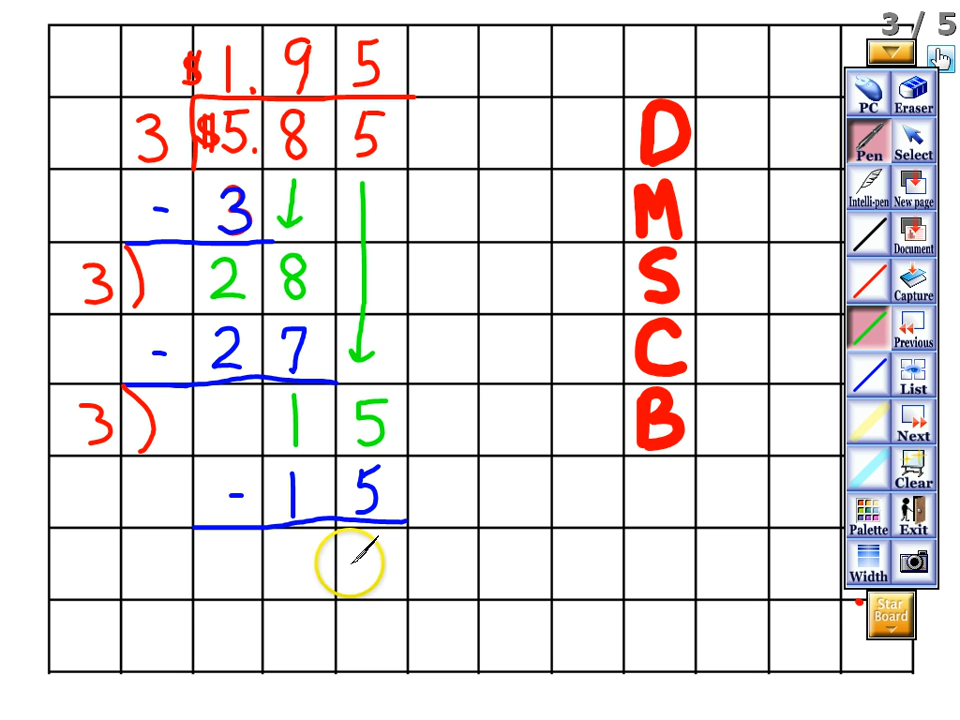 3 / 5
$1.95
3 $5.85 D
- 3 M
3) 28 S
- 27 C
3) 15 B
- 15
PC Eraser
Pen Select
Intelli-pen New page
Document
Capture
Previous
List
Next
Clear
Palette Exit
Width
Star
Board